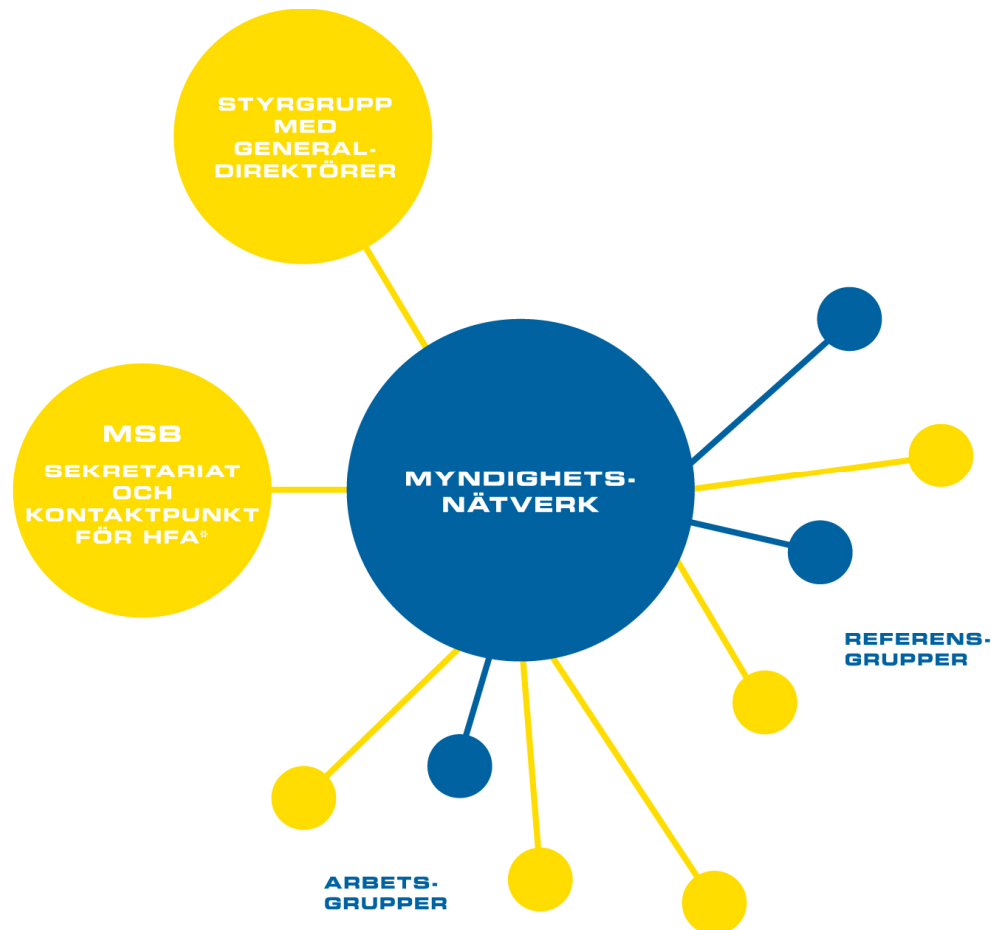 STYRGRUPP
MED
GENERAL-
DIREKTÖRER
MSB
SEKRETARIAT
OCH
KONTAKTPUNKT
FÖR HFA*
MYNDIGHETS-
NÄTVERK
REFERENS-
GRUPPER
ARBETS-
GRUPPER